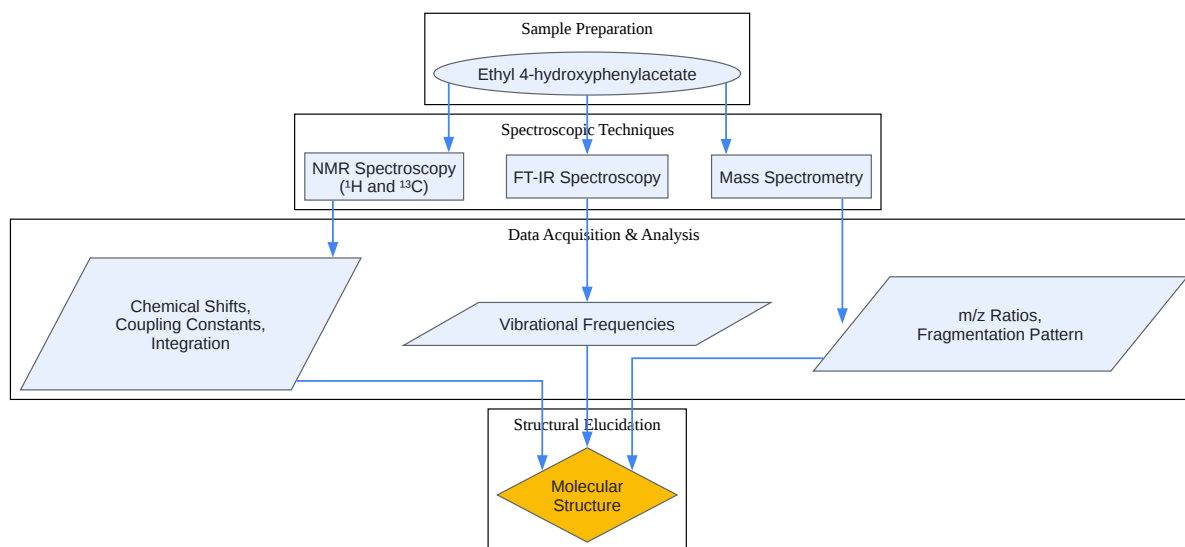 Sample Preparation
Ethyl 4-hydroxyphenylacetate
Spectroscopic Techniques
NMR Spectroscopy
(¹H and ¹³C)
FT-IR Spectroscopy
Mass Spectrometry
Data Acquisition & Analysis
Chemical Shifts,
Coupling Constants,
Integration
Vibrational Frequencies
m/z Ratios,
Fragmentation Pattern
Structural Elucidation
Molecular
Structure